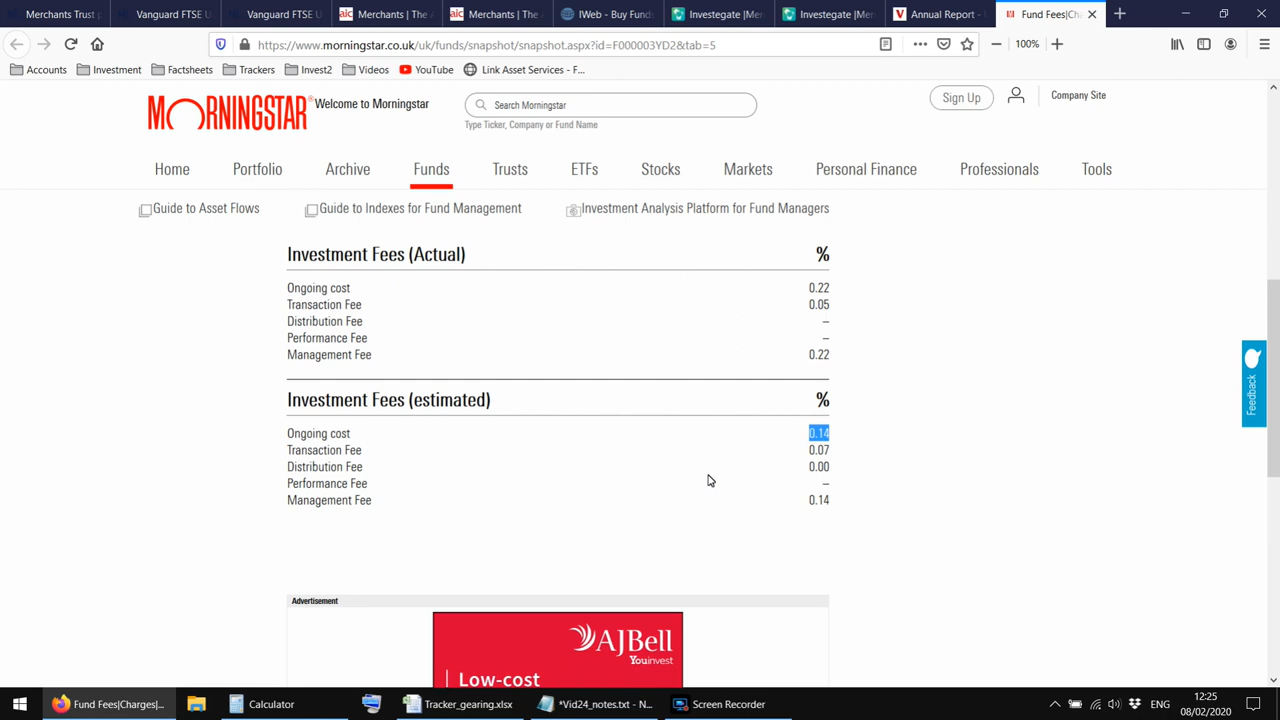 Merchants Trust p
Vanguard FTSE U
Vanguard FTSE U
aic Merchants | The A
aic Merchants | The A
IWeb - Buy Funds
Investegate |Mer
Investegate |Mer
Annual Report -
Fund Fees|Ch
https://www.morningstar.co.uk/uk/funds/snapshot/snapshot.aspx?id=F000003YD2&tab=5
100%
Accounts Investment Factsheets Trackers Invest2 Videos YouTube Link Asset Services - F...
MORNINGSTAR® Welcome to Morningstar
Search Morningstar
Type Ticker, Company or Fund Name
Sign Up
Company Site
Home Portfolio Archive Funds Trusts ETFs Stocks Markets Personal Finance Professionals Tools
Guide to Asset Flows Guide to Indexes for Fund Management Investment Analysis Platform for Fund Managers
Investment Fees (Actual) %
Ongoing cost 0.22
Transaction Fee 0.05
Distribution Fee –
Performance Fee –
Management Fee 0.22
Investment Fees (estimated) %
Ongoing cost 0.14
Transaction Fee 0.07
Distribution Fee 0.00
Performance Fee –
Management Fee 0.14
Feedback
Advertisement
AJBell
Youinvest
Low-cost
Fund Fees|Charges|...
Calculator
Tracker_gearing.xlsx ...
*Vid24_notes.txt - N...
Screen Recorder
ENG
12:25
08/02/2020